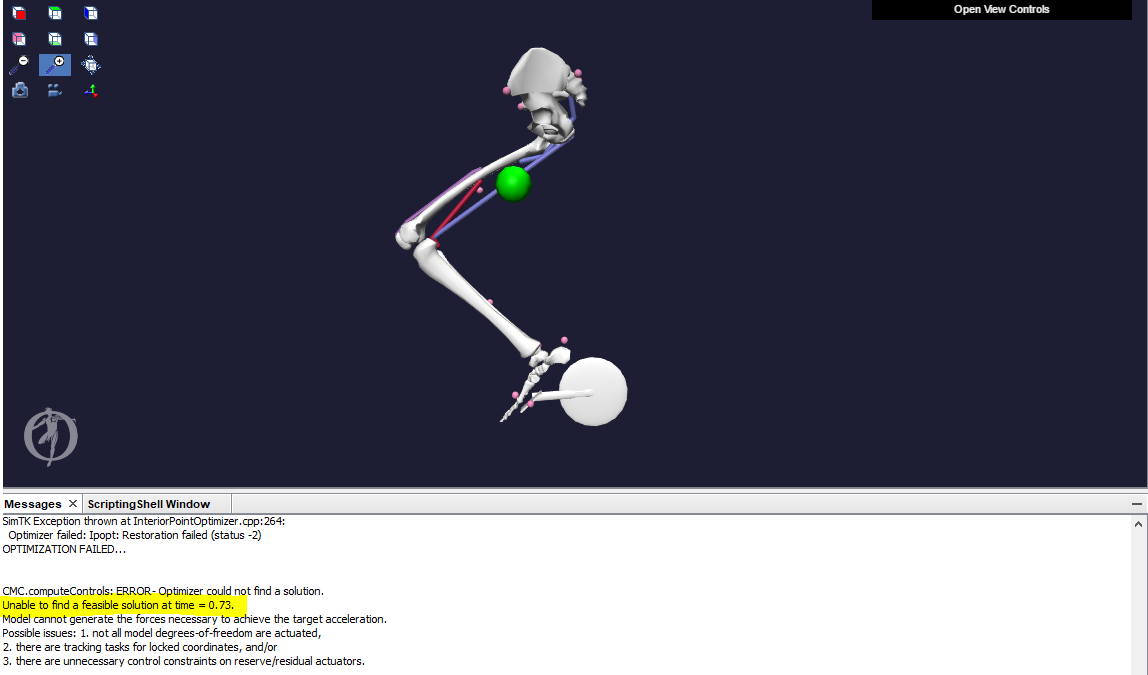 Open View Controls
Messages
ScriptingShell Window
SimTK Exception thrown at InteriorPointOptimizer.cpp:264:
Optimizer failed: Ipopt: Restoration failed (status -2)
OPTIMIZATION FAILED...
CMC.computeControls: ERROR- Optimizer could not find a solution.
Unable to find a feasible solution at time = 0.73.
Model cannot generate the forces necessary to achieve the target acceleration.
Possible issues: 1. not all model degrees-of-freedom are actuated,
2. there are tracking tasks for locked coordinates, and/or
3. there are unnecessary control constraints on reserve/residual actuators.